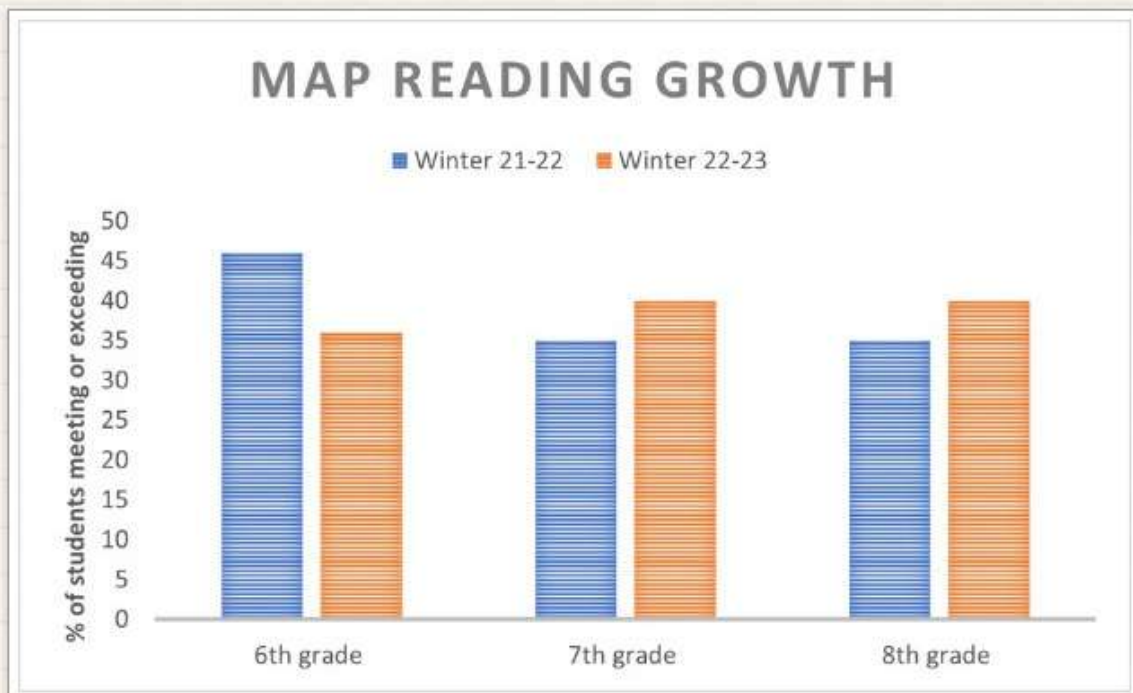 MAP READING GROWTH
Winter 21-22 Winter 22-23
% of students meeting or exceeding
50
45
40
35
30
25
20
15
10
5
0
6th grade 7th grade 8th grade